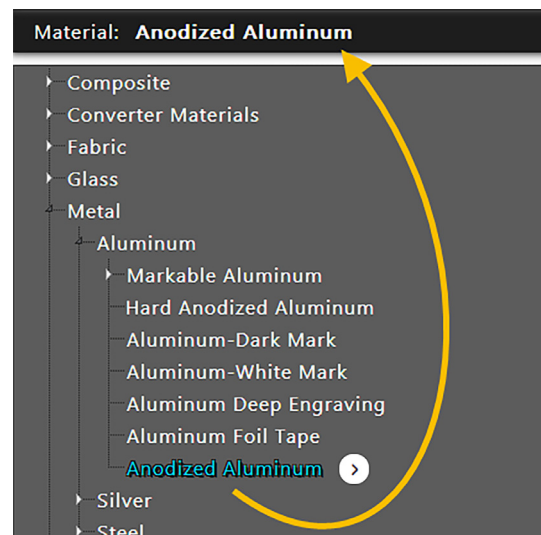 Material: Anodized Aluminum
Composite
Converter Materials
Fabric
Glass
Metal
Aluminum
Markable Aluminum
Hard Anodized Aluminum
Aluminum-Dark Mark
Aluminum-White Mark
Aluminum Deep Engraving
Aluminum Foil Tape
Anodized Aluminum
Silver
Steel